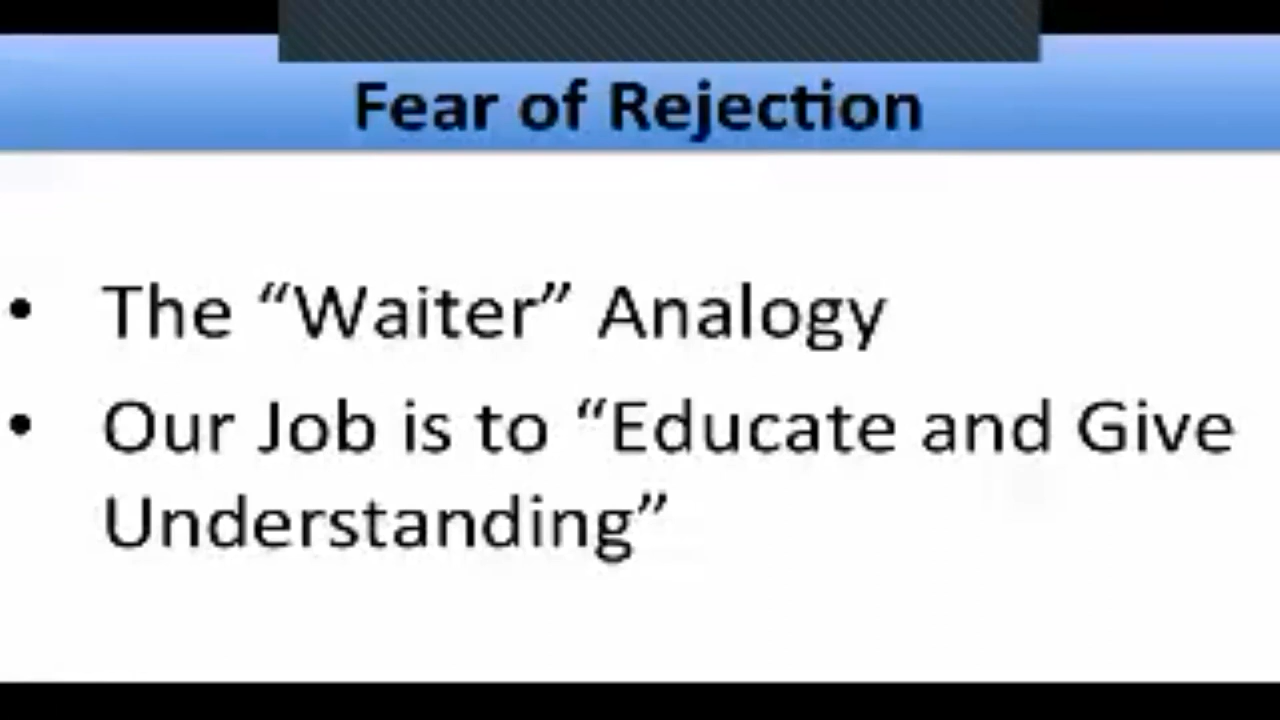 Fear of Rejection
• The “Waiter” Analogy
• Our Job is to “Educate and Give
Understanding”